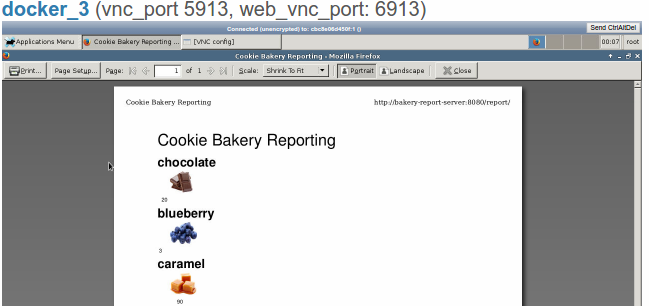 docker_3 (vnc_port 5913, web_vnc_port: 6913)
Connected (unencrypted) to: cbc8e06d450f:1 ()
Send CtrlAltDel
Applications Menu
Cookie Bakery Reporting ...
[VNC config]
00:07
root
Cookie Bakery Reporting - Mozilla Firefox
Print...
Page Setup...
Page:
1
of 1
Scale:
Shrink To Fit
Portrait
Landscape
Close
Cookie Bakery Reporting
http://bakery-report-server:8080/report/
Cookie Bakery Reporting
chocolate
20
blueberry
3
caramel
90